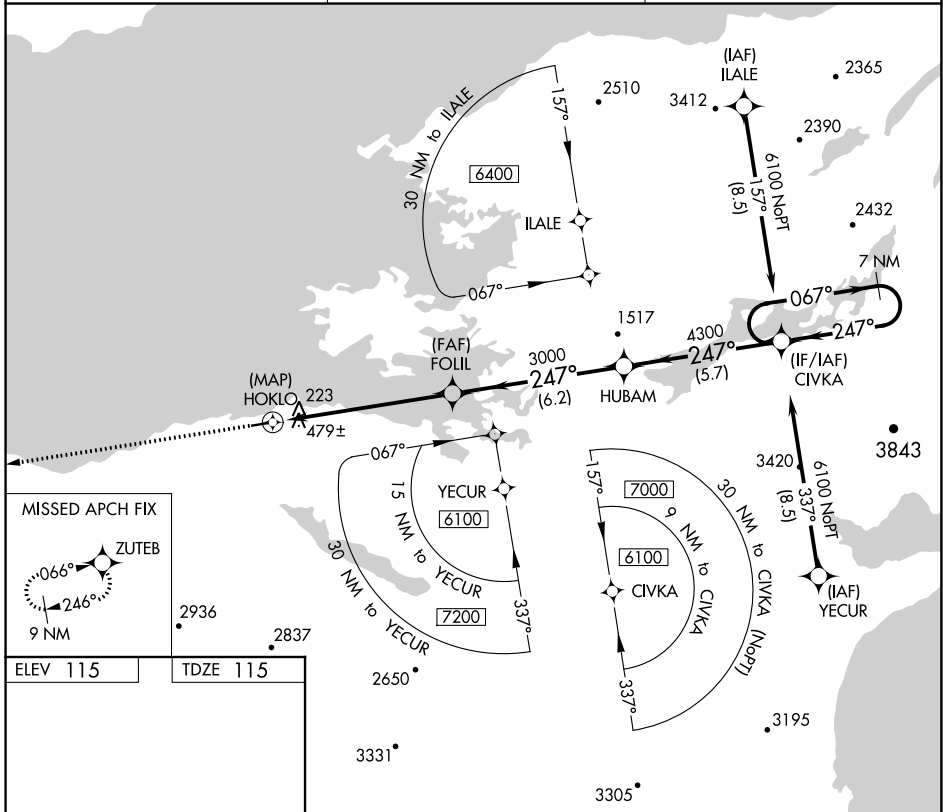 (IAF)
ILALE
2365
2510
3412
2390
157°
30 NM to ILALE
6400
ILALE
067°
6100 NoPT
157°
(8.5)
2432
7 NM
067°
247°
1517
4300
247°
(5.7)
(IF/IAF)
CIVKA
(FAF)
FOLIL
3000
247°
(6.2)
HUBAM
(MAP)
HOKLO
223
479±
3843
067°
YECUR
6100
15 NM to YECUR
30 NM to YECUR
7200
337°
157°
7000
30 NM to CIVKA (NoPT)
9 NM to CIVKA
6100
CIVKA
337°
3420
6100 NoPT
337°
(8.5)
(IAF)
YECUR
MISSED APCH FIX
ZUTEB
066°
246°
9 NM
2936
2837
2650
3331
3305
3195
ELEV 115
TDZE 115